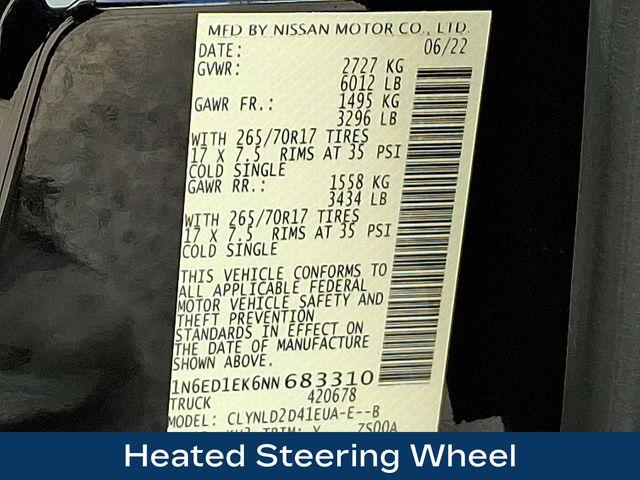 MFD BY NISSAN MOTOR CO., LTD.
DATE: 06/22
GVWR: 2727 KG
6012 LB
GAWR FR.: 1495 KG
3296 LB
WITH 265/70R17 TIRES
17 X 7.5 RIMS AT 35 PSI
COLD SINGLE
GAWR RR.: 1558 KG
3434 LB
WITH 265/70R17 TIRES
17 X 7.5 RIMS AT 35 PSI
COLD SINGLE
THIS VEHICLE CONFORMS TO
ALL APPLICABLE FEDERAL
MOTOR VEHICLE SAFETY AND
THEFT PREVENTION
STANDARDS IN EFFECT ON
THE DATE OF MANUFACTURE
SHOWN ABOVE.
1N6ED1EK6NN683310
TRUCK 420678
MODEL: CLYNLD2D41EUA-E--B
Heated Steering Wheel